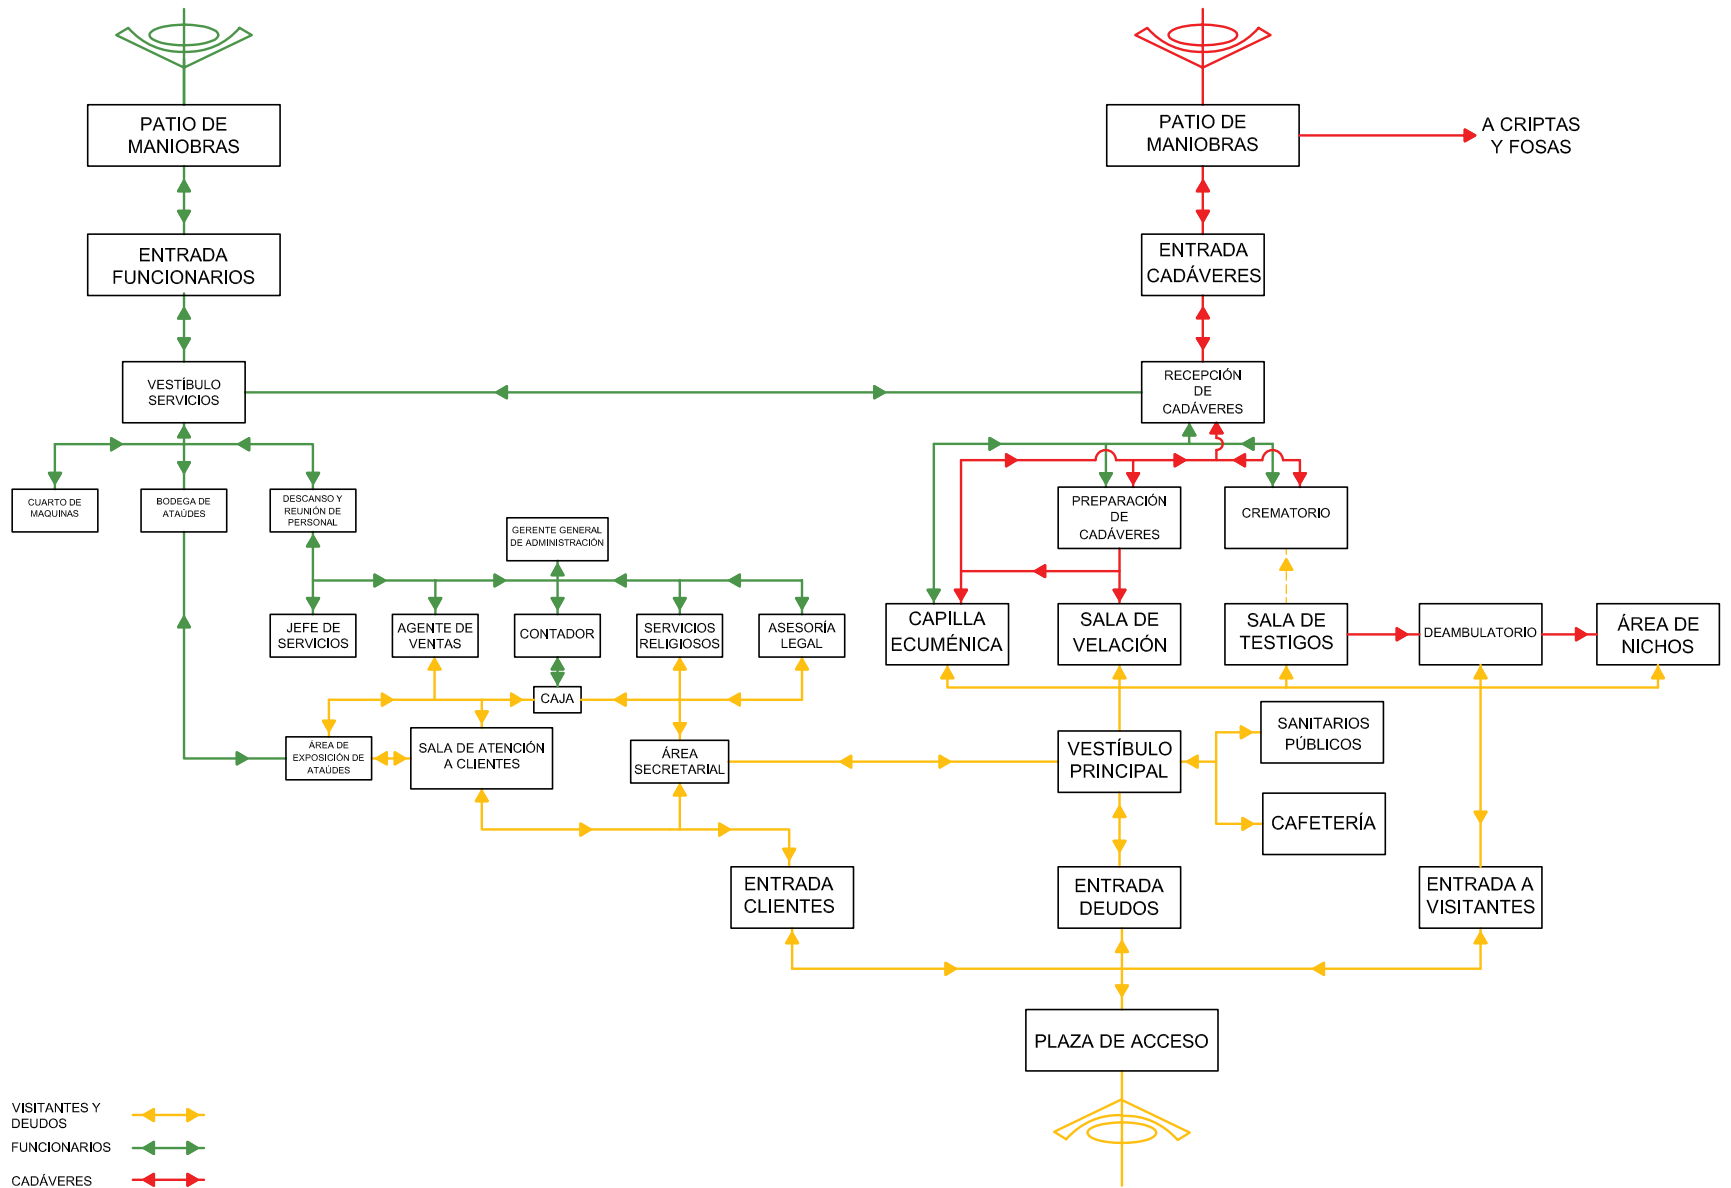 PATIO DE
MANIOBRAS
PATIO DE
MANIOBRAS
A CRIPTAS
Y FOSAS
ENTRADA
FUNCIONARIOS
ENTRADA
CADÁVERES
VESTÍBULO
SERVICIOS
RECEPCIÓN
DE
CADÁVERES
CUARTO DE
MAQUINAS
BODEGA DE
ATAÚDES
DESCANSO Y
REUNIÓN DE
PERSONAL
GERENTE GENERAL
DE ADMINISTRACIÓN
PREPARACIÓN
DE
CADÁVERES
CREMATORIO
JEFE DE
SERVICIOS
AGENTE DE
VENTAS
CONTADOR
SERVICIOS
RELIGIOSOS
ASESORÍA
LEGAL
CAPILLA
ECUMÉNICA
SALA DE
VELACIÓN
SALA DE
TESTIGOS
DEAMBULATORIO
ÁREA DE
NICHOS
CAJA
ÁREA DE
EXPOSICIÓN DE
ATAÚDES
SALA DE ATENCIÓN
A CLIENTES
ÁREA
SECRETARIAL
VESTÍBULO
PRINCIPAL
SANITARIOS
PÚBLICOS
CAFETERÍA
ENTRADA
CLIENTES
ENTRADA
DEUDOS
ENTRADA A
VISITANTES
PLAZA DE ACCESO
VISITANTES Y
DEUDOS
FUNCIONARIOS
CADÁVERES